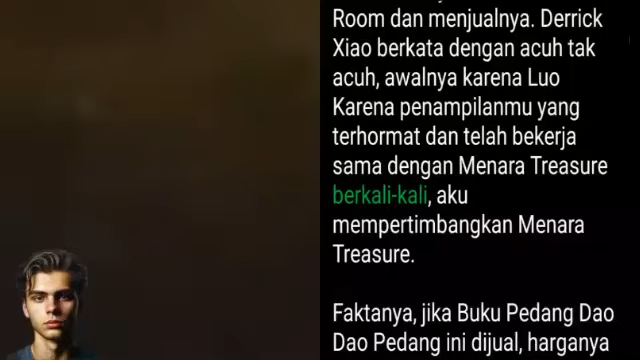 Room dan menjualnya. Derrick
Xiao berkata dengan acuh tak
acuh, awalnya karena Luo
Karena penampilanmu yang
terhormat dan telah bekerja
sama dengan Menara Treasure
berkali-kali, aku
mempertimbangkan Menara
Treasure.
Faktanya, jika Buku Pedang Dao
Dao Pedang ini dijual, harganya